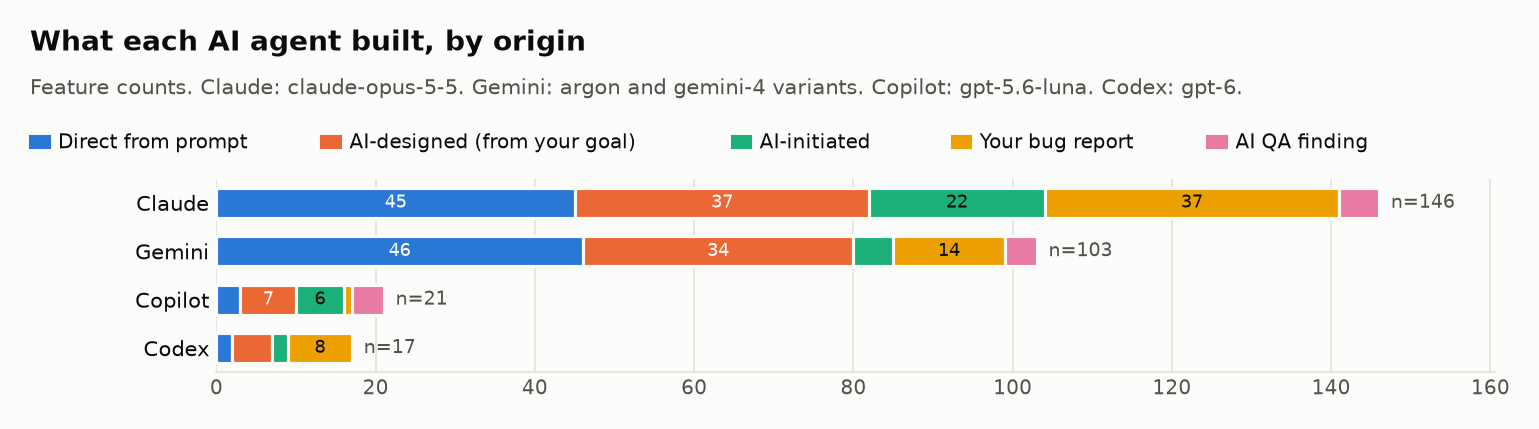 What each AI agent built, by origin
Feature counts. Claude: claude-opus-5-5. Gemini: argon and gemini-4 variants. Copilot: gpt-5.6-luna. Codex: gpt-6.
Direct from prompt AI-designed (from your goal) AI-initiated Your bug report AI QA finding
Claude 45 37 22 37 n=146
Gemini 46 34 14 n=103
Copilot 7 6 n=21
Codex 8 n=17
0 20 40 60 80 100 120 140 160